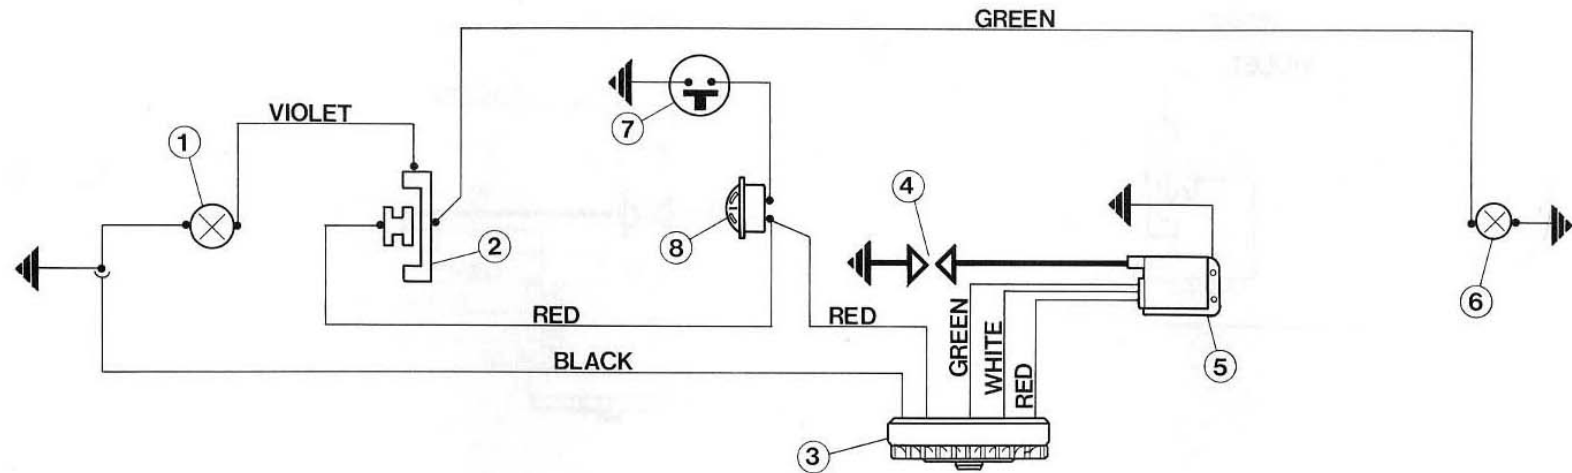 GREEN
VIOLET
1
7
4
2
8
6
RED
RED
GREEN
WHITE
RED
BLACK
5
3